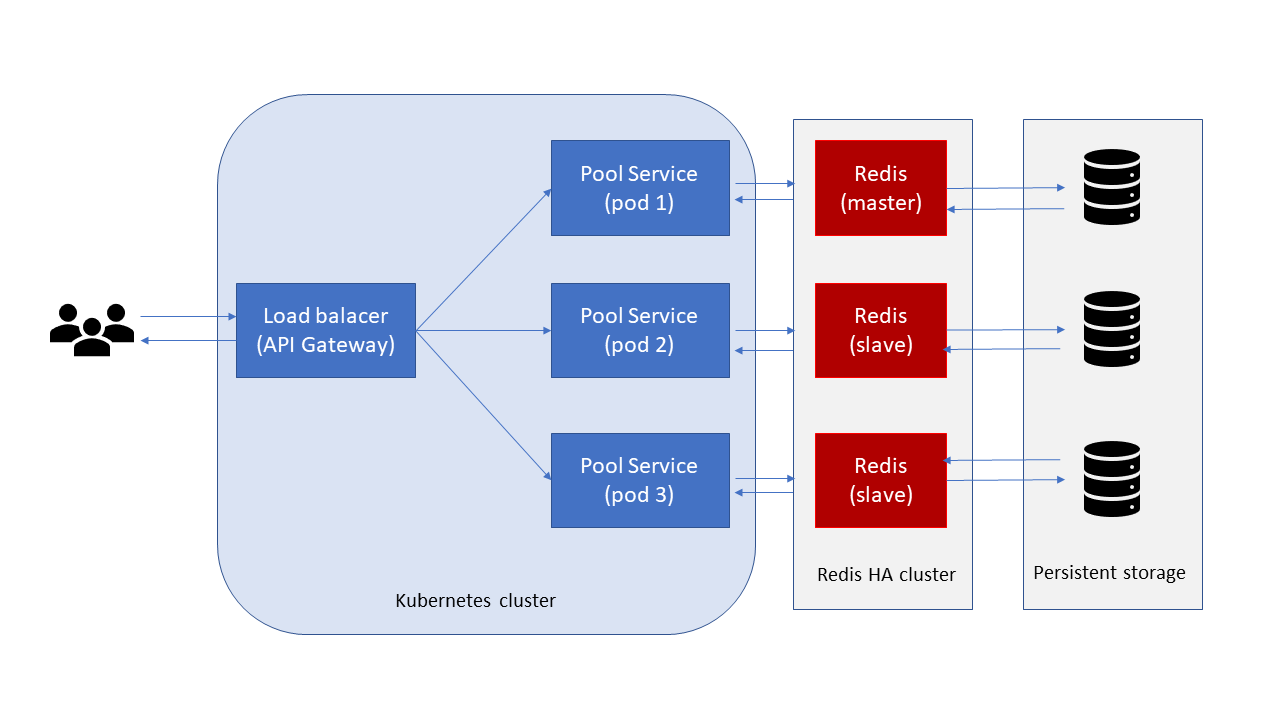 Pool Service
(pod 1)
Redis
(master)
Load balacer
(API Gateway)
Pool Service
(pod 2)
Redis
(slave)
Pool Service
(pod 3)
Redis
(slave)
Kubernetes cluster
Redis HA cluster
Persistent storage